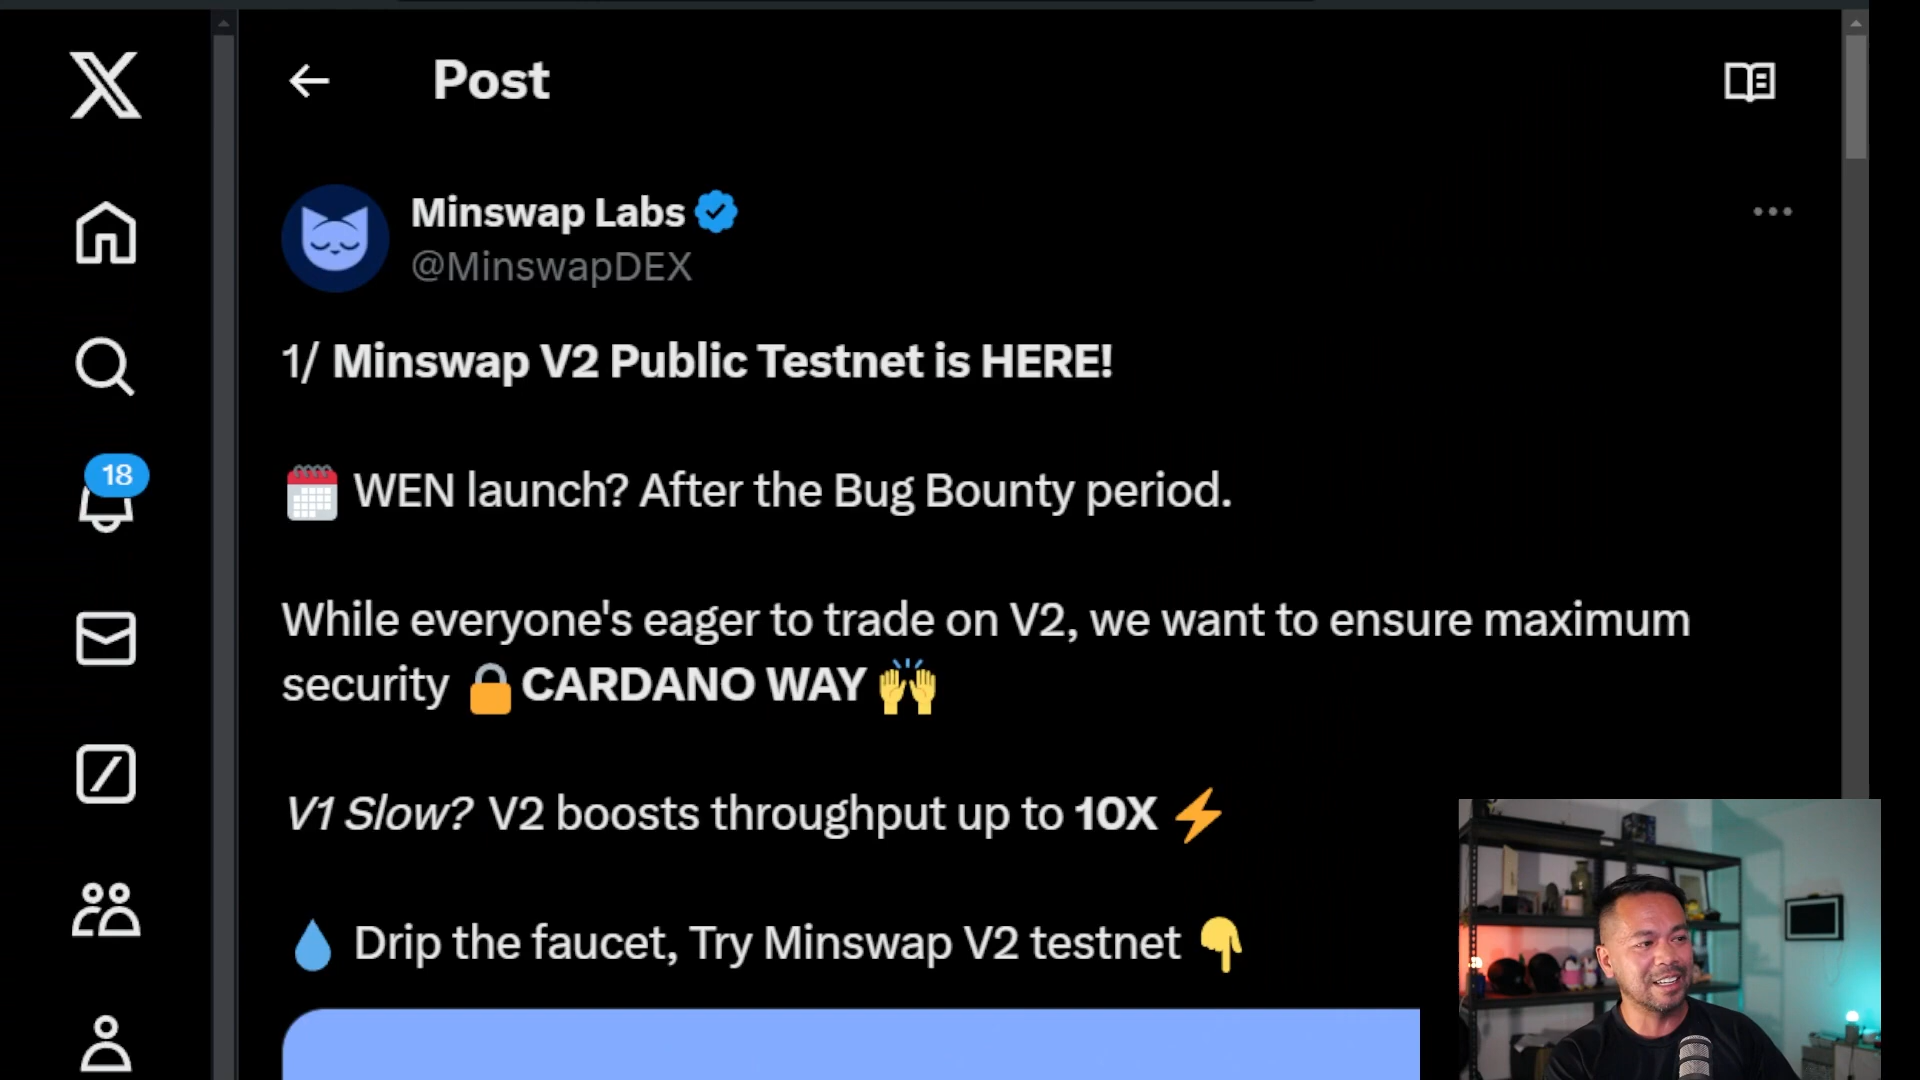 Post
Minswap Labs
@MinswapDEX
1/ Minswap V2 Public Testnet is HERE!
WEN launch? After the Bug Bounty period.
While everyone's eager to trade on V2, we want to ensure maximum
security 🔒 CARDANO WAY 🙌
V1 Slow? V2 boosts throughput up to 10X ⚡
💧 Drip the faucet, Try Minswap V2 testnet 👇
18